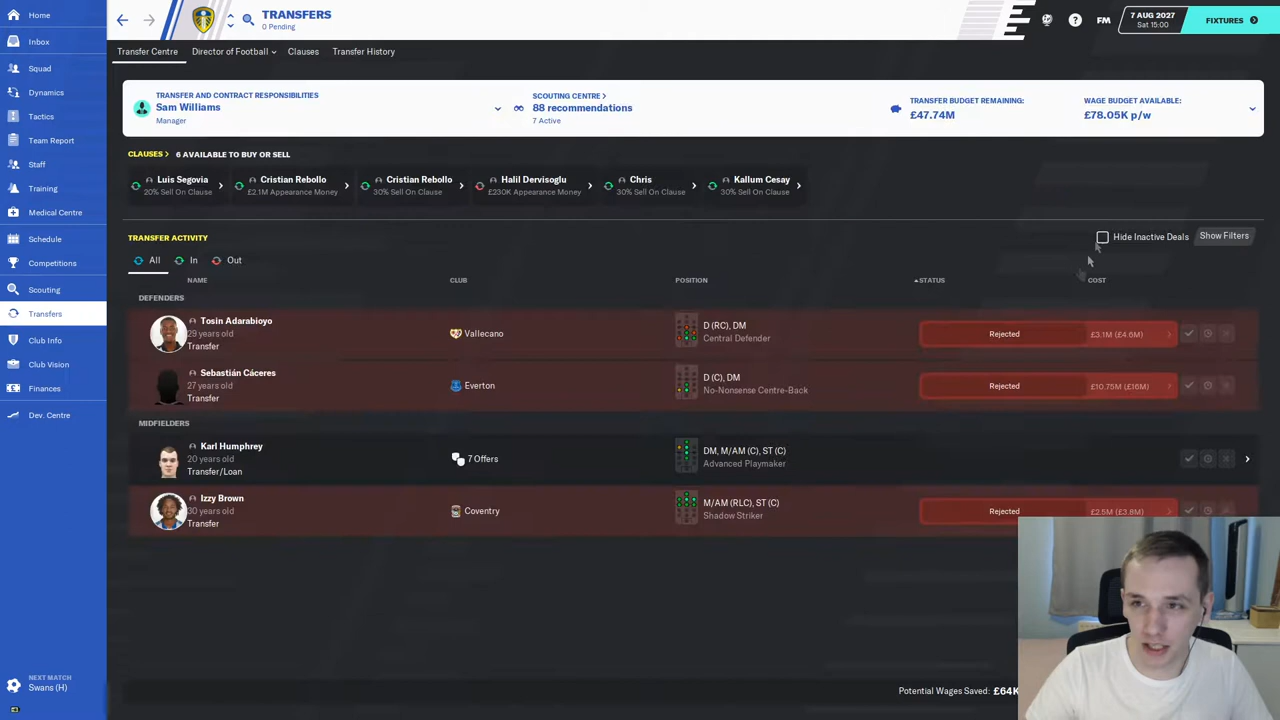 Home
Inbox
Squad
Dynamics
Tactics
Team Report
Staff
Training
Medical Centre
Schedule
Competitions
Scouting
Transfers
Club Info
Club Vision
Finances
Dev. Centre
NEXT MATCH
Swans (H)
TRANSFERS
0 Pending
FM
7 AUG 2027
Sat 15:00
FIXTURES
Transfer Centre
Director of Football
Clauses
Transfer History
TRANSFER AND CONTRACT RESPONSIBILITIES
Sam Williams
Manager
SCOUTING CENTRE >
88 recommendations
7 Active
TRANSFER BUDGET REMAINING:
£47.74M
WAGE BUDGET AVAILABLE:
£78.05K p/w
CLAUSES > 6 AVAILABLE TO BUY OR SELL
Luis Segovia
20% Sell On Clause
Cristian Rebollo
£2.1M Appearance Money
Cristian Rebollo
30% Sell On Clause
Halil Dervisoglu
£230K Appearance Money
Chris
30% Sell On Clause
Kallum Cesay
30% Sell On Clause
TRANSFER ACTIVITY
Hide Inactive Deals
Show Filters
All
In
Out
NAME CLUB POSITION STATUS COST
DEFENDERS
Tosin Adarabioyo
29 years old
Transfer
Vallecano
D (RC), DM
Central Defender
Rejected
£3.1M (£4.6M)
Sebastián Cáceres
27 years old
Transfer
Everton
D (C), DM
No-Nonsense Centre-Back
Rejected
£10.75M (£16M)
MIDFIELDERS
Karl Humphrey
20 years old
Transfer/Loan
7 Offers
DM, M/AM (C), ST (C)
Advanced Playmaker
Izzy Brown
30 years old
Transfer
Coventry
M/AM (RLC), ST (C)
Shadow Striker
Rejected
£2.5M (£3.8M)
Potential Wages Saved: £64K